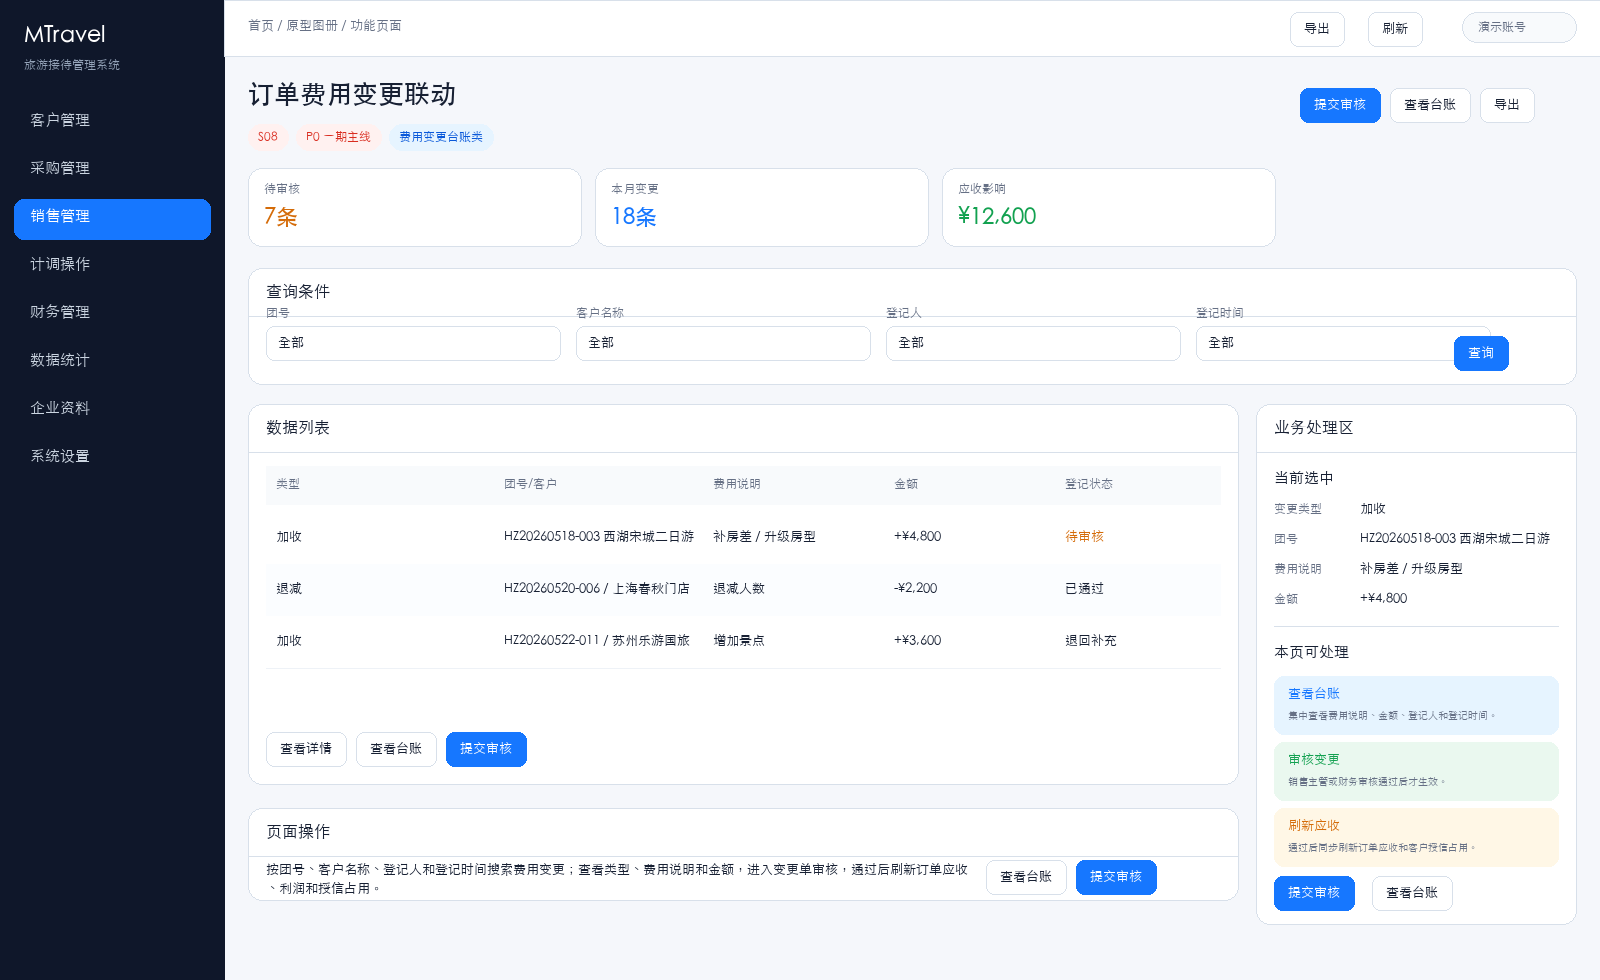 MTravel
旅游接待管理系统
客户管理
采购管理
销售管理
计调操作
财务管理
数据统计
企业资料
系统设置
首页 / 原型图册 / 功能页面
导出
刷新
演示账号
订单费用变更联动
提交审核
查看台账
导出
S08
P0 一期主线
费用变更台账类
待审核
7条
本月变更
18条
应收影响
¥12,600
查询条件
团号
客户名称
登记人
登记时间
全部
全部
全部
全部
查询
数据列表
类型
团号/客户
费用说明
金额
登记状态
加收
HZ20260518-003 西湖宋城二日游
补房差 / 升级房型
+¥4,800
待审核
退减
HZ20260520-006 / 上海春秋门店
退减人数
-¥2,200
已通过
加收
HZ20260522-011 / 苏州乐游国旅
增加景点
+¥3,600
退回补充
查看详情
查看台账
提交审核
页面操作
按团号、客户名称、登记人和登记时间搜索费用变更；查看类型、费用说明和金额，进入变更单审核，通过后刷新订单应收
、利润和授信占用。
查看台账
提交审核
业务处理区
当前选中
变更类型
加收
团号
HZ20260518-003 西湖宋城二日游
费用说明
补房差 / 升级房型
金额
+¥4,800
本页可处理
查看台账
集中查看费用说明、金额、登记人和登记时间。
审核变更
销售主管或财务审核通过后才生效。
刷新应收
通过后同步刷新订单应收和客户授信占用。
提交审核
查看台账